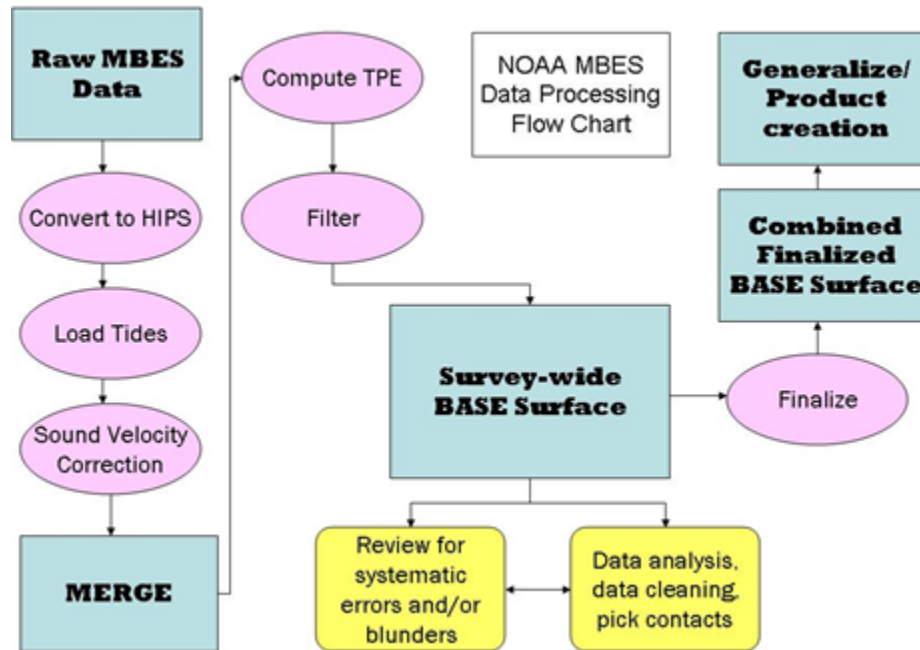 Raw MBES
Data
Convert to HIPS
Load Tides
Sound Velocity
Correction
MERGE
Compute TPE
Filter
NOAA MBES
Data Processing
Flow Chart
Survey-wide
BASE Surface
Review for
systematic
errors and/or
blunders
Data analysis,
data cleaning,
pick contacts
Finalize
Combined
Finalized
BASE Surface
Generalize/
Product
creation